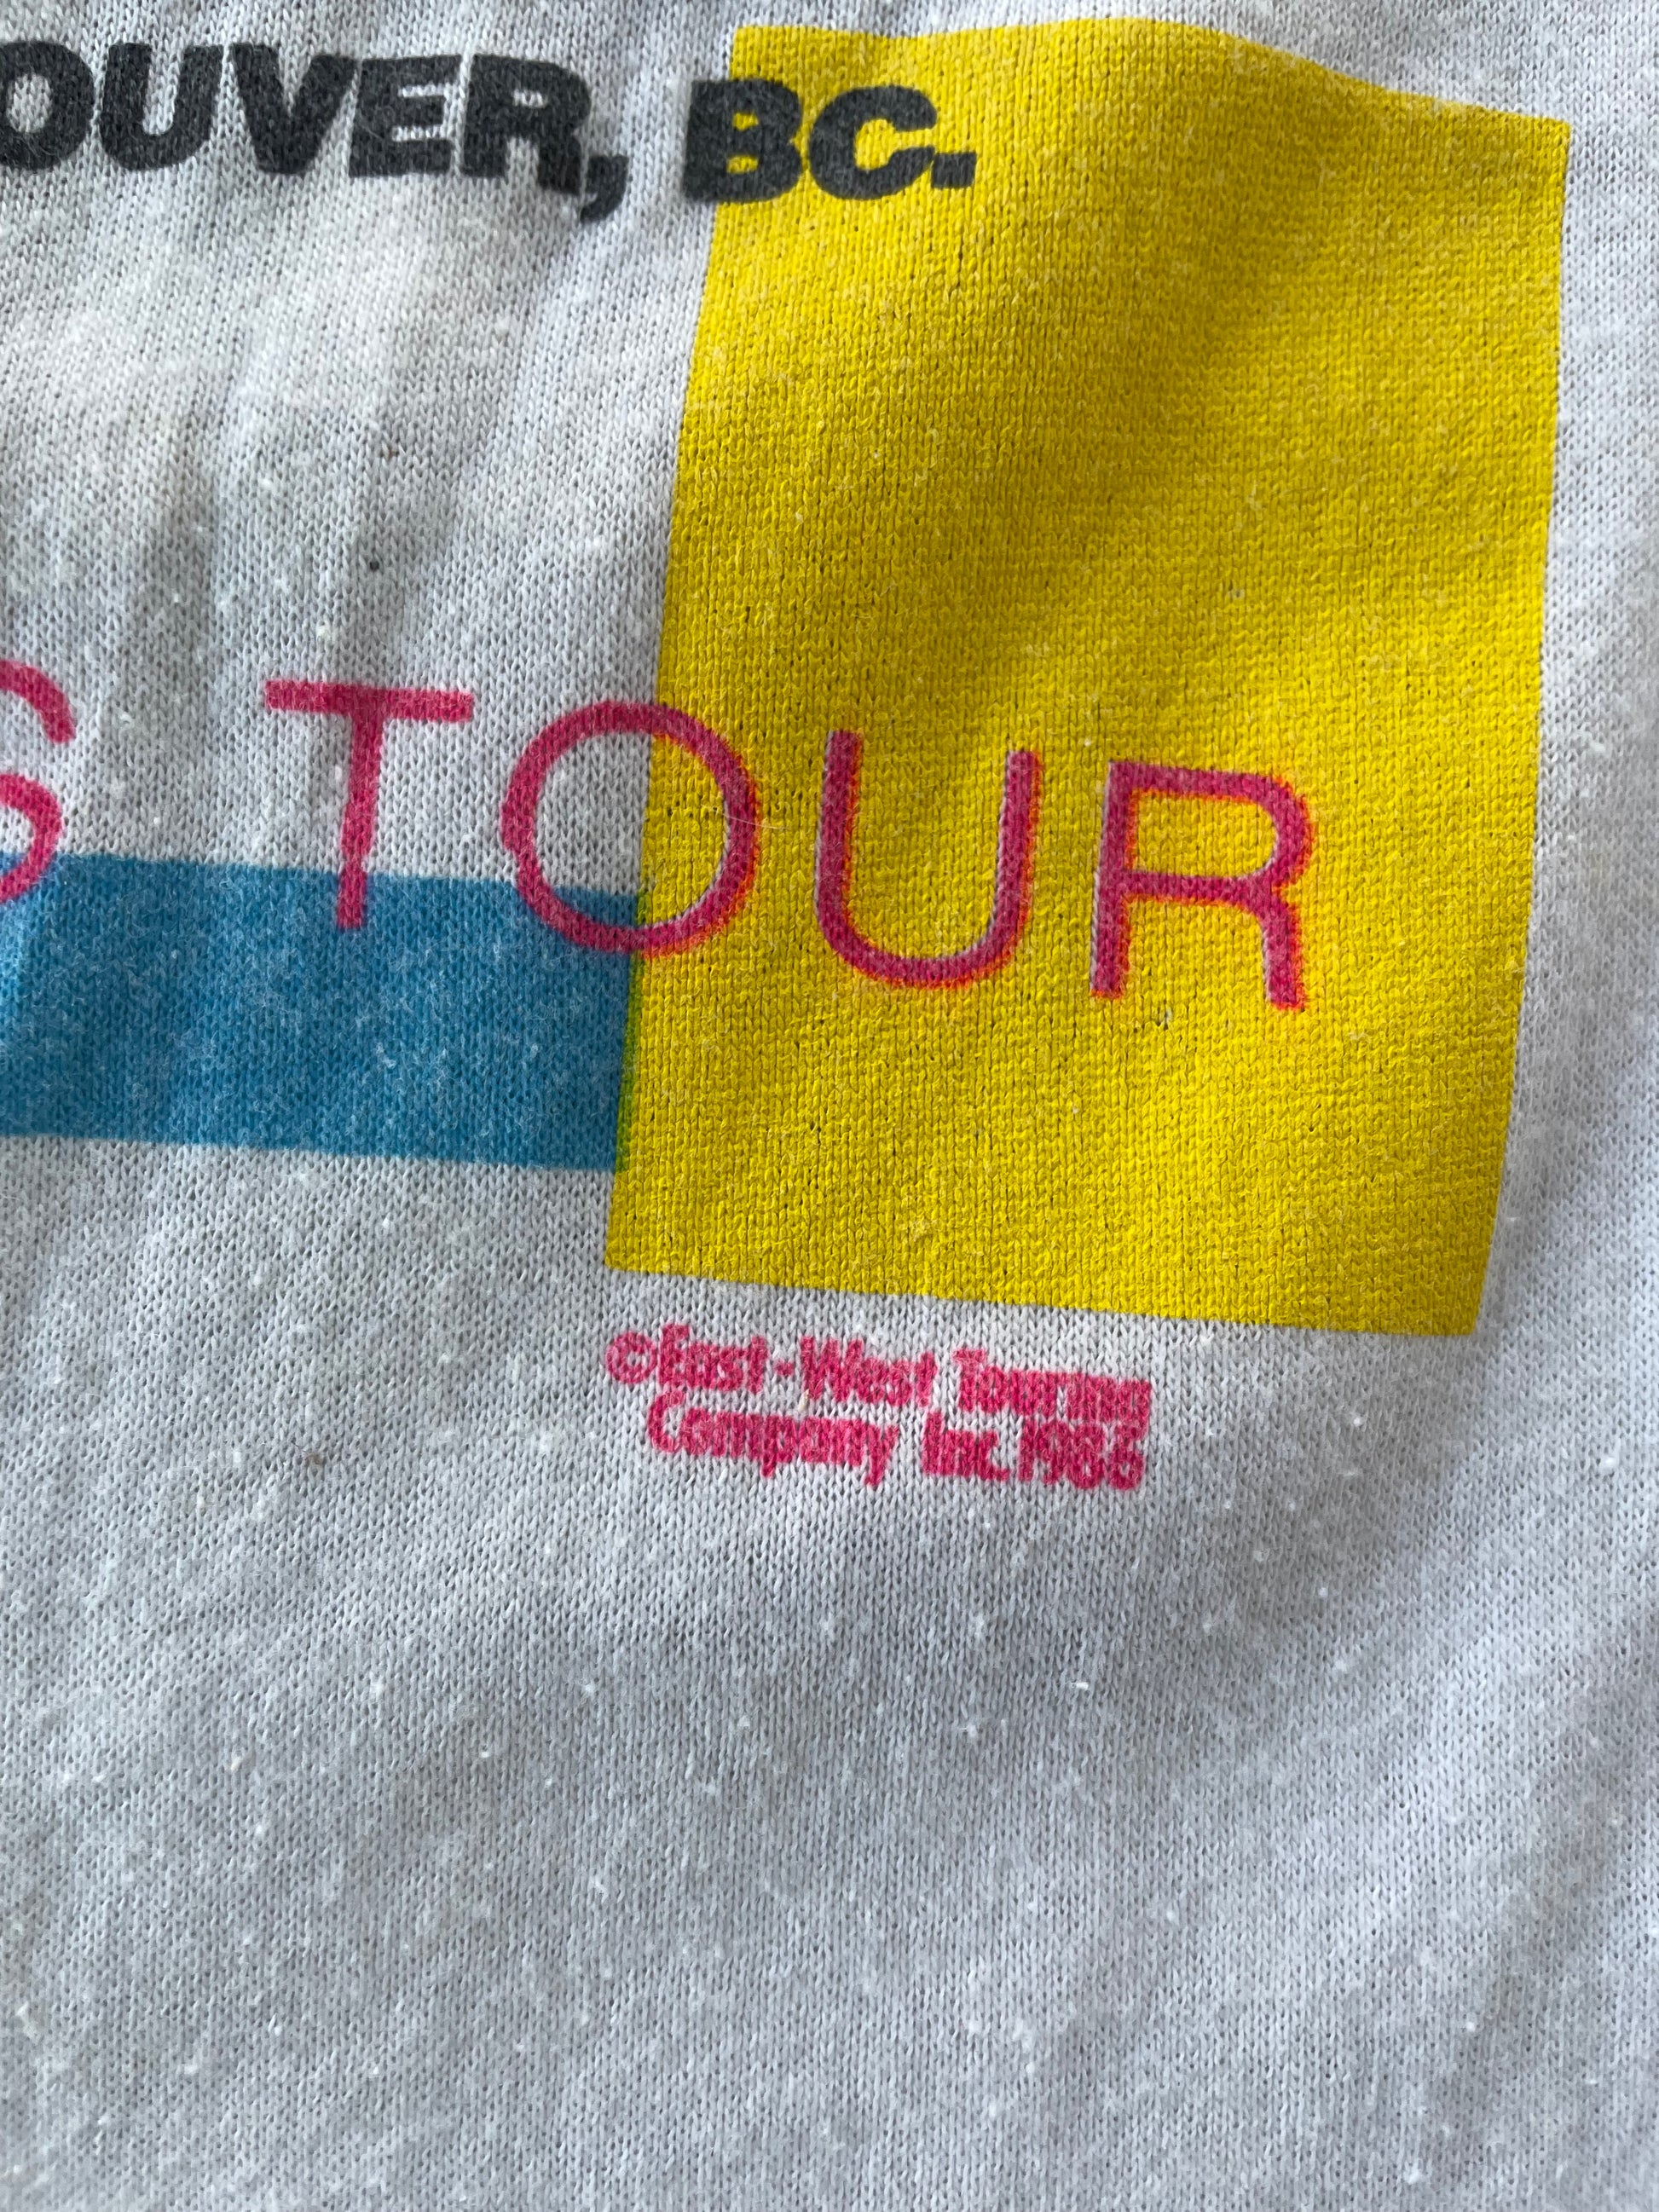 OUVER, BC.
S TOUR
©East-West Touring
Company Inc. 1986